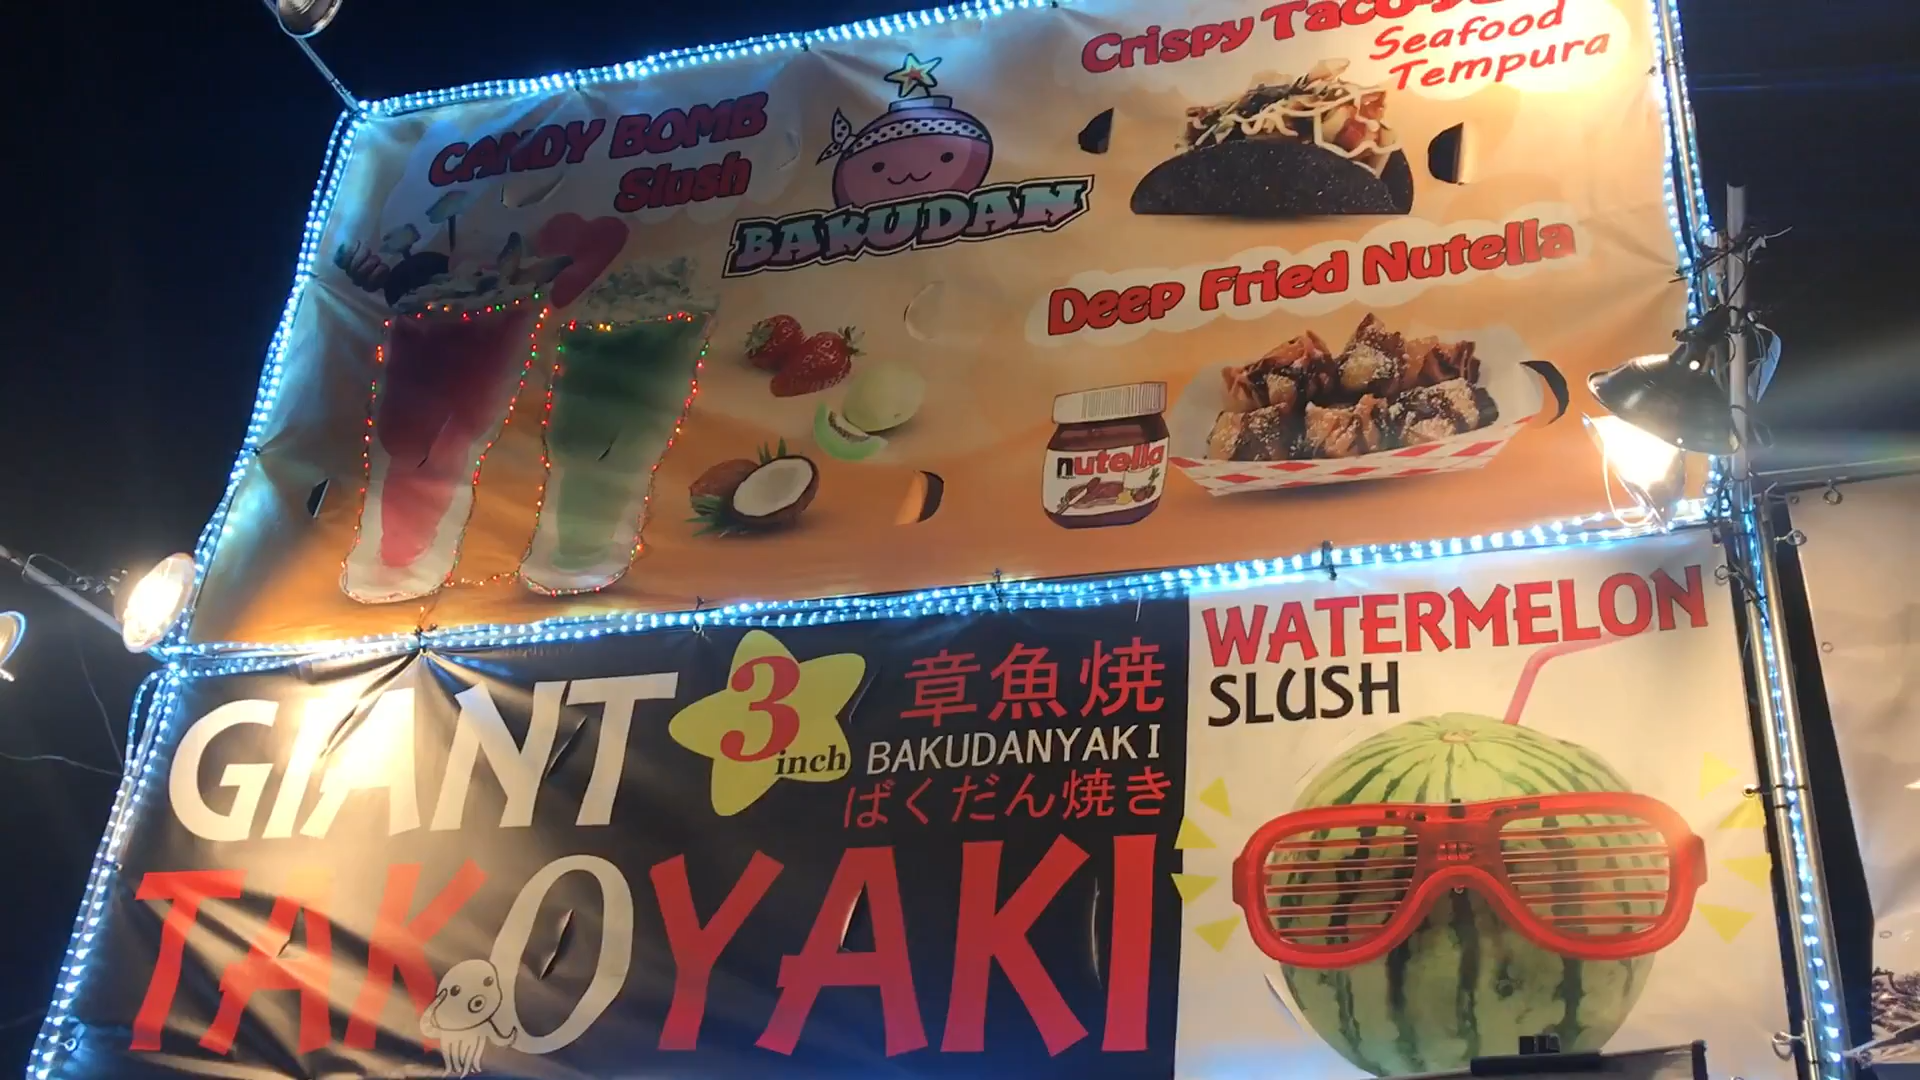 CANDY BOMB
Slush
BAKUDAN
Crispy Taco
Seafood
Tempura
Deep Fried Nutella
nutella
GIANT
3
inch
章魚焼
BAKUDANYAKI
ばくだん焼き
TAKOYAKI
WATERMELON
SLUSH